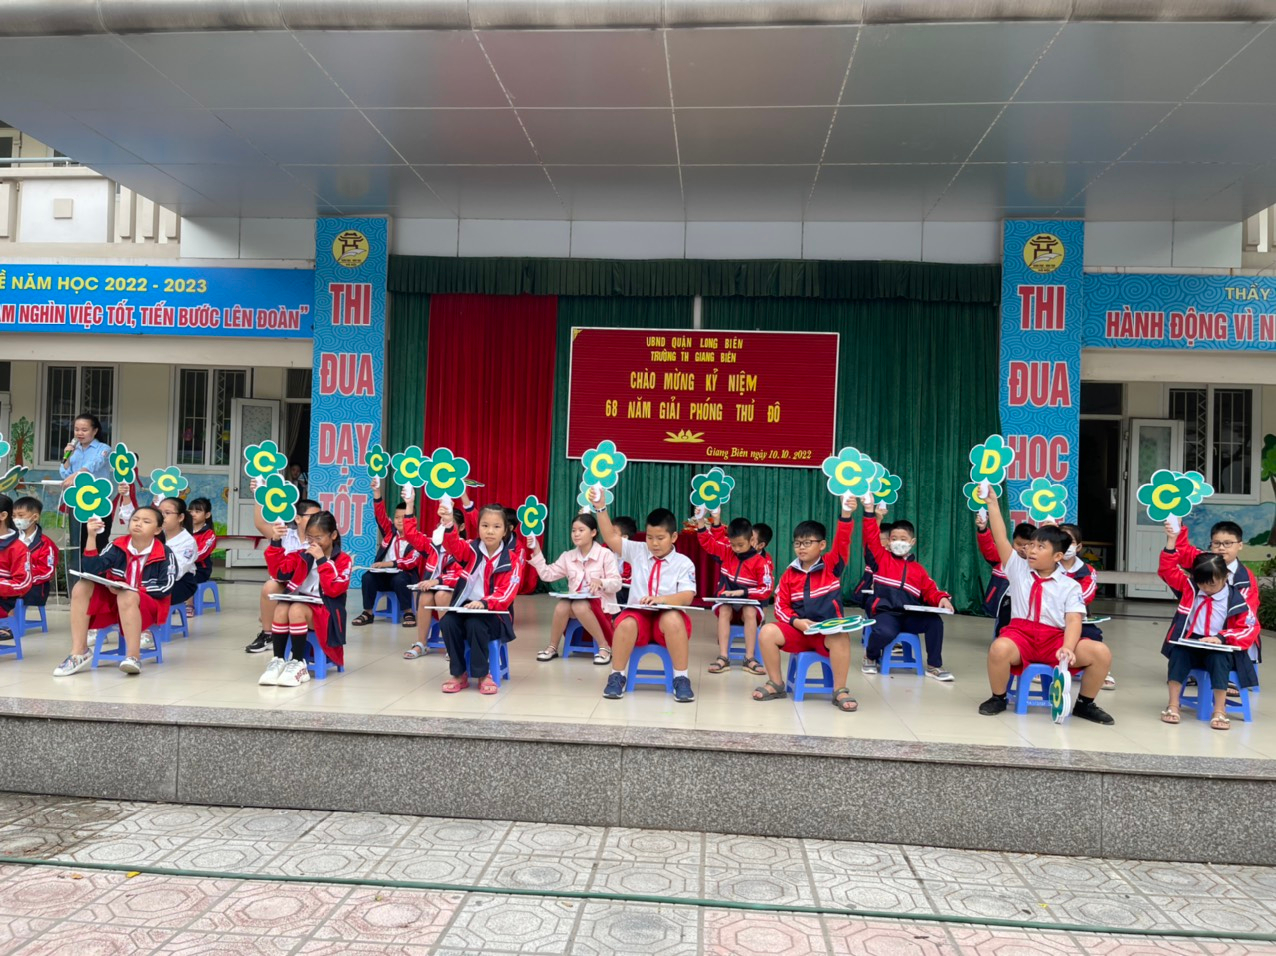 Ề NĂM HỌC 2022 - 2023
ĂM NGHÌN VIỆC TỐT, TIẾN BƯỚC LÊN ĐOÀN"
THI
ĐUA
DẠY
TỐT
UBND QUẬN LONG BIÊN
TRƯỜNG TH GIANG BIÊN
CHÀO MỪNG KỶ NIỆM
68 NĂM GIẢI PHÓNG THỦ ĐÔ
Giang Biên ngày 10.10.2022
THI
ĐUA
HỌC
THẦY
HÀNH ĐỘNG VÌ N
C
C
C
C
C
C
C
C
C
C
C
C
C
D
C
C